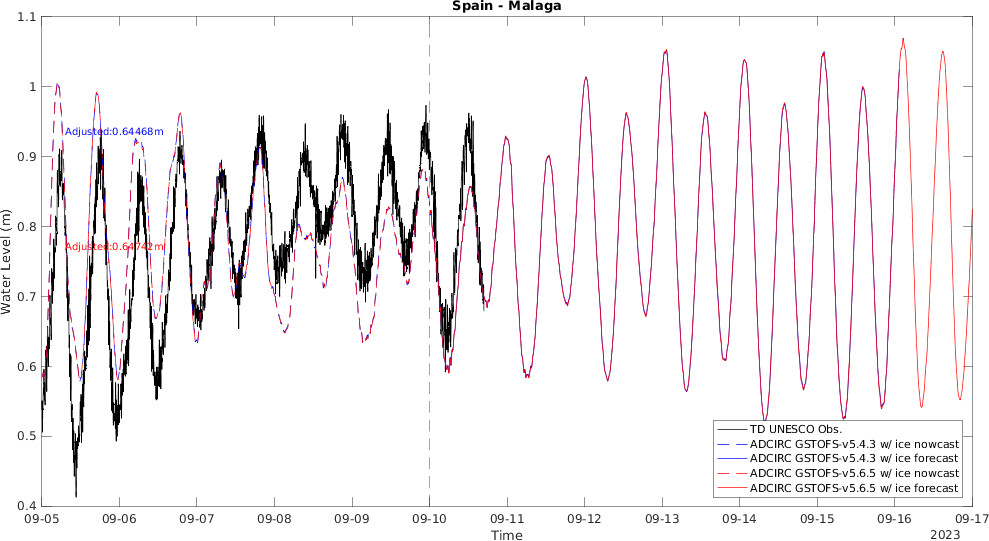 Spain - Malaga
1.1
1
0.9
0.8
0.7
0.6
0.5
0.4
Water Level (m)
Adjusted:0.64468m
Adjusted:0.64742m
TD UNESCO Obs.
ADCIRC GSTOFS-v5.4.3 w/ ice nowcast
ADCIRC GSTOFS-v5.4.3 w/ ice forecast
ADCIRC GSTOFS-v5.6.5 w/ ice nowcast
ADCIRC GSTOFS-v5.6.5 w/ ice forecast
09-05 09-06 09-07 09-08 09-09 09-10 09-11 09-12 09-13 09-14 09-15 09-16 09-17
Time
2023